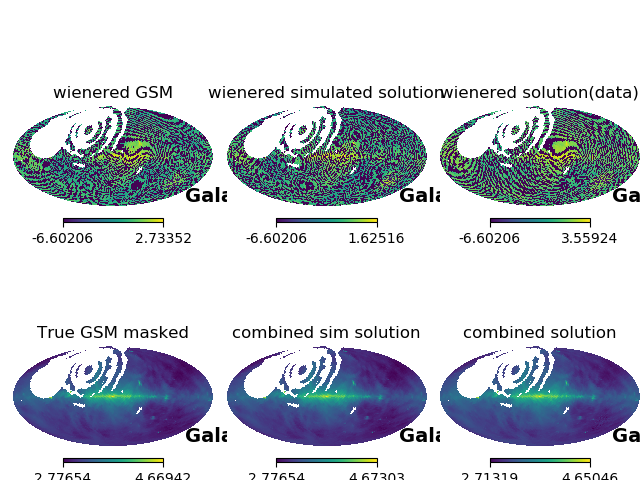 wienered GSM
wienered simulated solution
wienered solution(data)
Gala
Gala
Ga
-6.60206 2.73352
-6.60206 1.62516
-6.60206 3.55924
True GSM masked
combined sim solution
combined solution
Gala
Gala
Ga
2.77654 4.66942
2.77654 4.67303
2.71319 4.65046